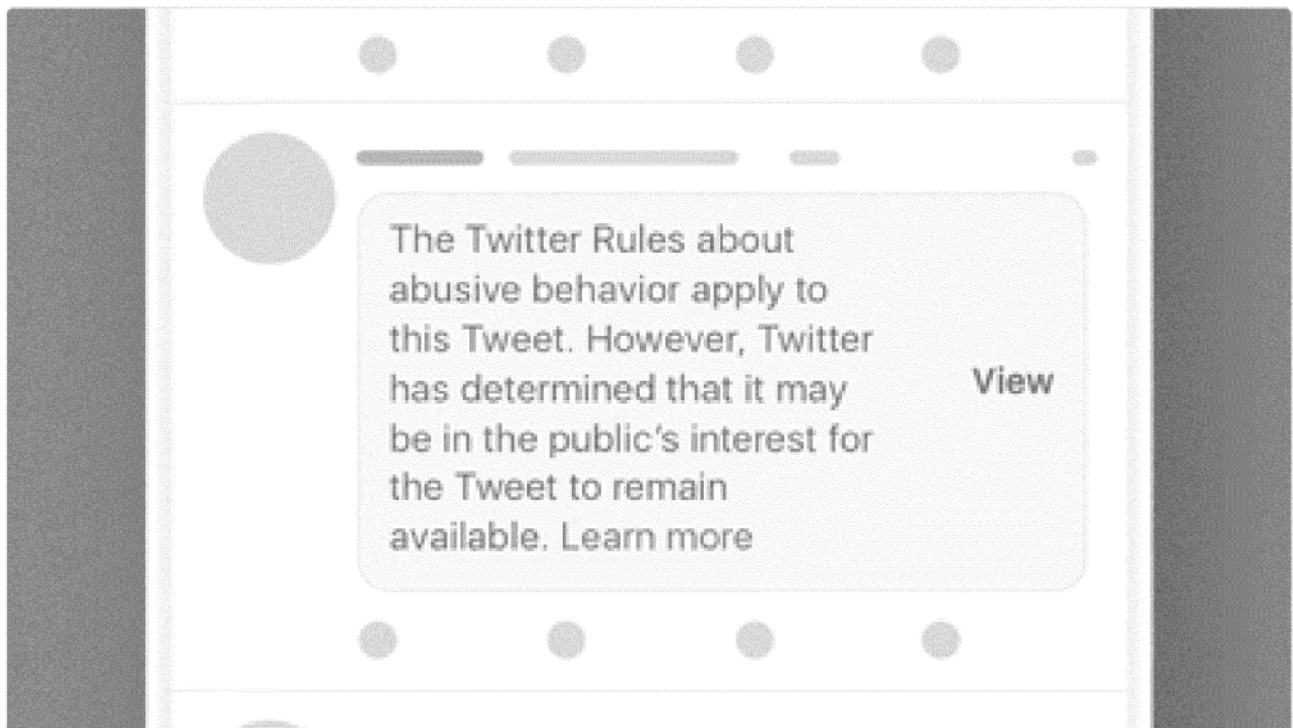 The Twitter Rules about
abusive behavior apply to
this Tweet. However, Twitter
has determined that it may
be in the public’s interest for
the Tweet to remain
available. Learn more
View